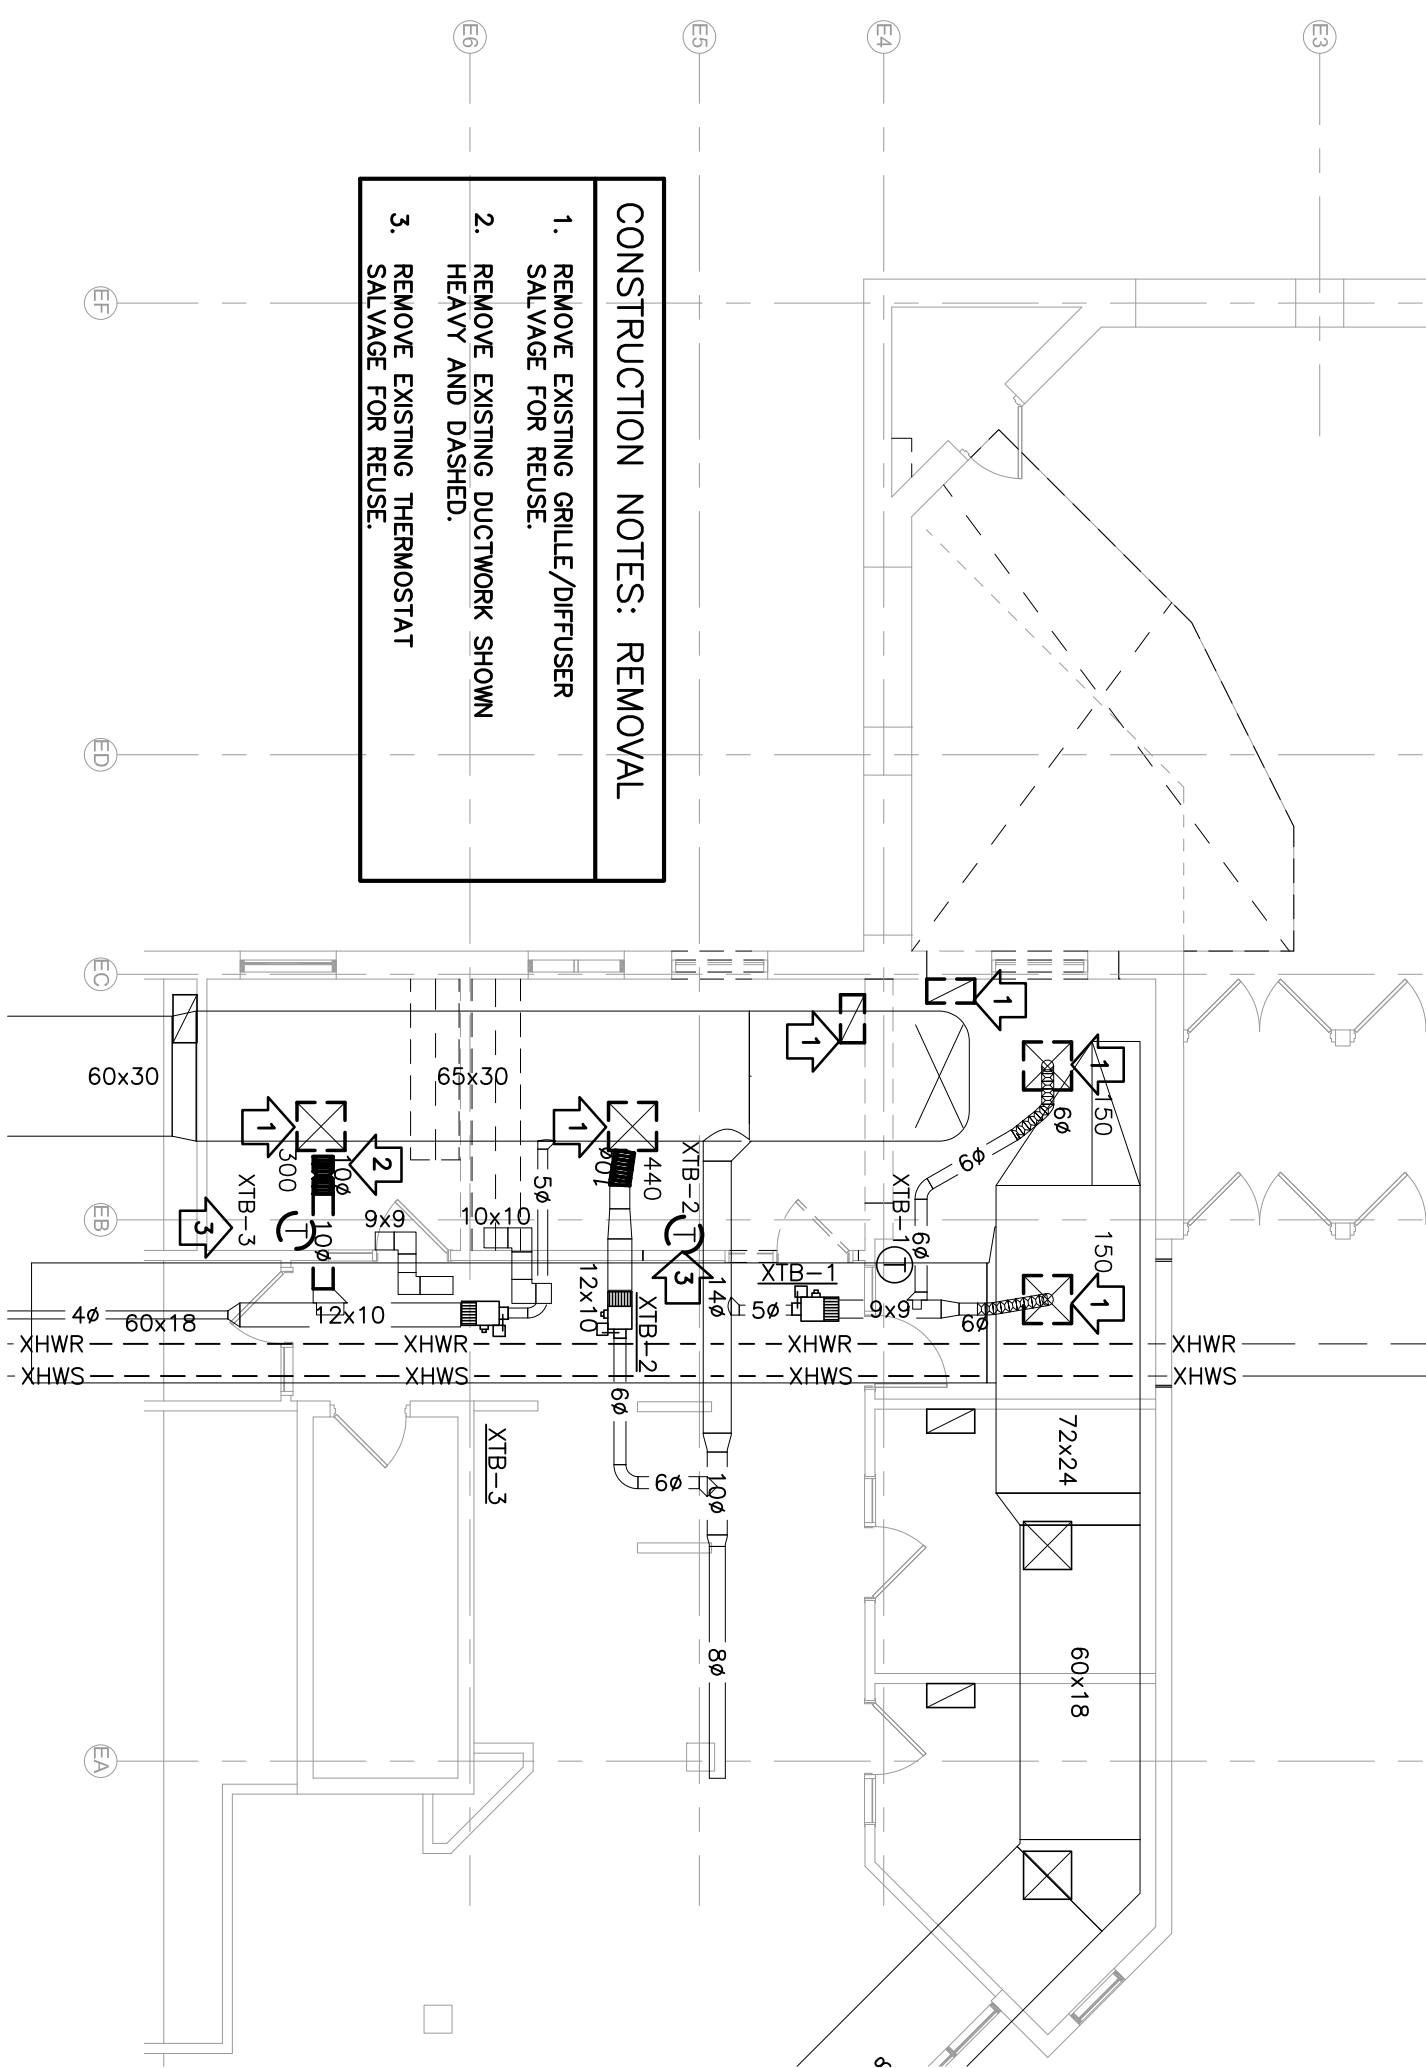 E6
E5
E4
E3
EF
ED
EC
EB
EA
CONSTRUCTION NOTES: REMOVAL
1. REMOVE EXISTING GRILLE/DIFFUSER
SALVAGE FOR REUSE.
2. REMOVE EXISTING DUCTWORK SHOWN
HEAVY AND DASHED.
3. REMOVE EXISTING THERMOSTAT
SALVAGE FOR REUSE.
1
1
1
150
6ø
6ø
60x30
65x30
1
1
300
10ø
2
10ø
440
XTB-2
T
5ø
XTB-1
T
6ø
XTB-3
3
T
10ø
9x9
10x10
3
14ø
XTB-1
150
1
4ø
60x18
12x10
12x10
XTB-2
5ø
9x9
6ø
XHWR
XHWR
XHWR
XHWR
XHWS
XHWS
XHWS
XHWS
6ø
6ø
10ø
XTB-3
72x24
8ø
60x18
8